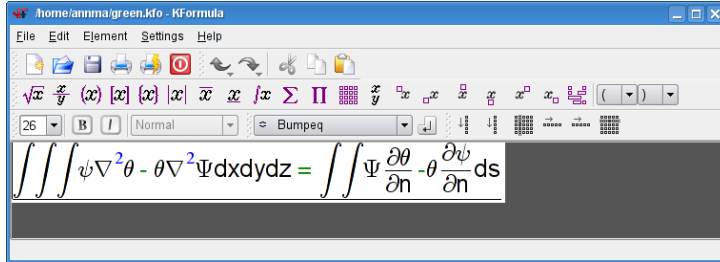 /home/annma/green.kfo - KFormula
File Edit Element Settings Help
√x x/y (x) [x] {x} |x| x̅ x̲ ∫x Σ Π x/y □x □x x x x□ x□ ( )
26 B I Normal ≎ Bumpeq
∫∫∫ψ∇²θ - θ∇²Ψdxdydz = ∫∫Ψ ∂θ/∂n -θ ∂ψ/∂n ds